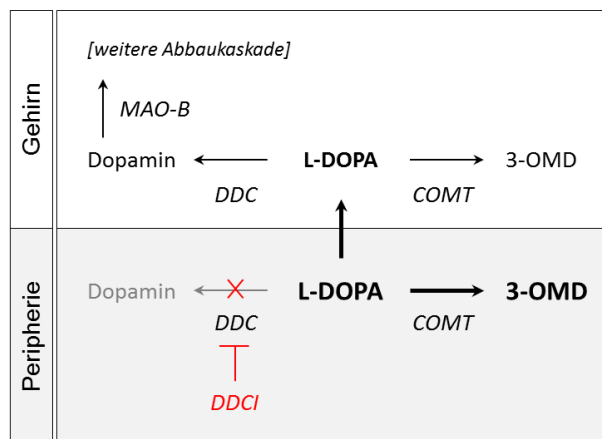 Gehirn
[weitere Abbaukaskade]
MAO-B
Dopamin L-DOPA 3-OMD
DDC COMT
Peripherie
Dopamin L-DOPA 3-OMD
DDC COMT
DDCI